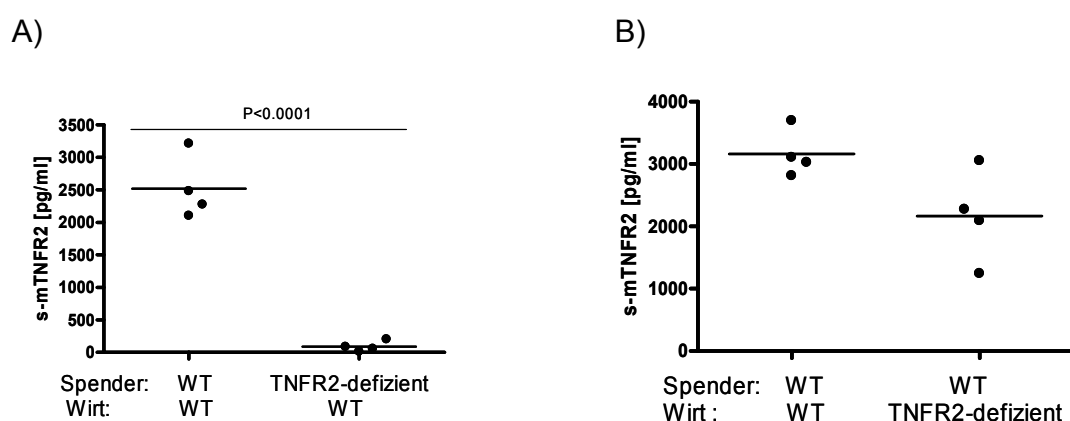 A)
P<0.0001
s-mTNFR2 [pg/ml]
3500
3000
2500
2000
1500
1000
500
0
Spender: WT TNFR2-defizient
Wirt: WT WT
B)
s-mTNFR2 [pg/ml]
4000
3000
2000
1000
0
Spender: WT WT
Wirt : WT TNFR2-defizient